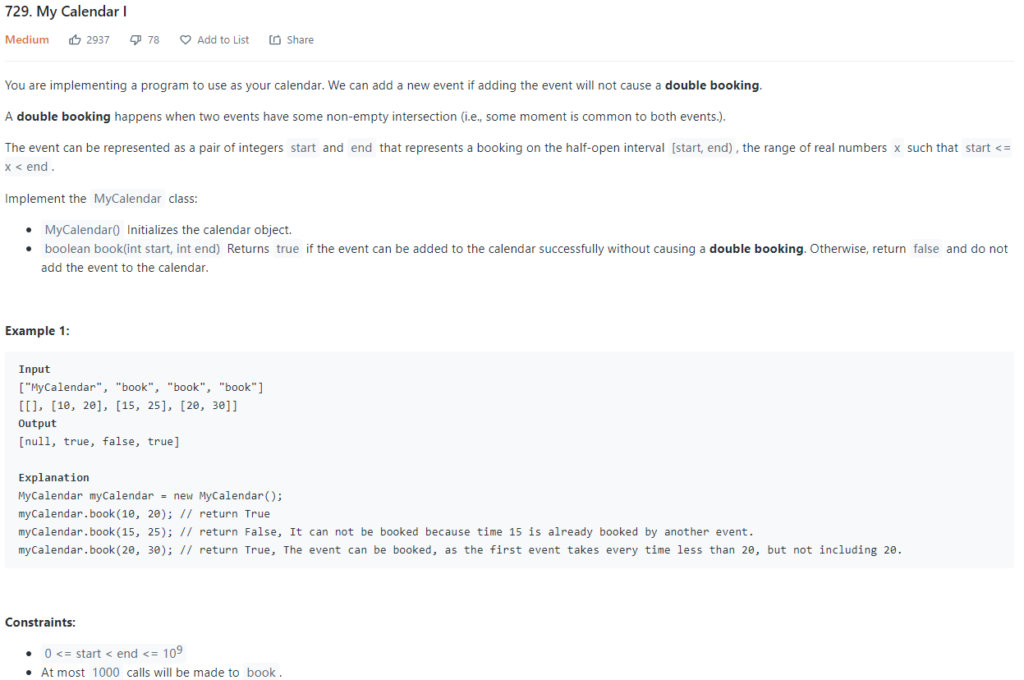 729. My Calendar I
Medium 2937 78 Add to List Share
You are implementing a program to use as your calendar. We can add a new event if adding the event will not cause a double booking.
A double booking happens when two events have some non-empty intersection (i.e., some moment is common to both events.).
The event can be represented as a pair of integers start and end that represents a booking on the half-open interval [start, end), the range of real numbers x such that start <=
x < end.
Implement the MyCalendar class:
• MyCalendar() Initializes the calendar object.
• boolean book(int start, int end) Returns true if the event can be added to the calendar successfully without causing a double booking. Otherwise, return false and do not
add the event to the calendar.
Example 1:
Input
["MyCalendar", "book", "book", "book"]
[[], [10, 20], [15, 25], [20, 30]]
Output
[null, true, false, true]
Explanation
MyCalendar myCalendar = new MyCalendar();
myCalendar.book(10, 20); // return True
myCalendar.book(15, 25); // return False, It can not be booked because time 15 is already booked by another event.
myCalendar.book(20, 30); // return True, The event can be booked, as the first event takes every time less than 20, but not including 20.
Constraints:
• 0 <= start < end <= 10⁹
• At most 1000 calls will be made to book.